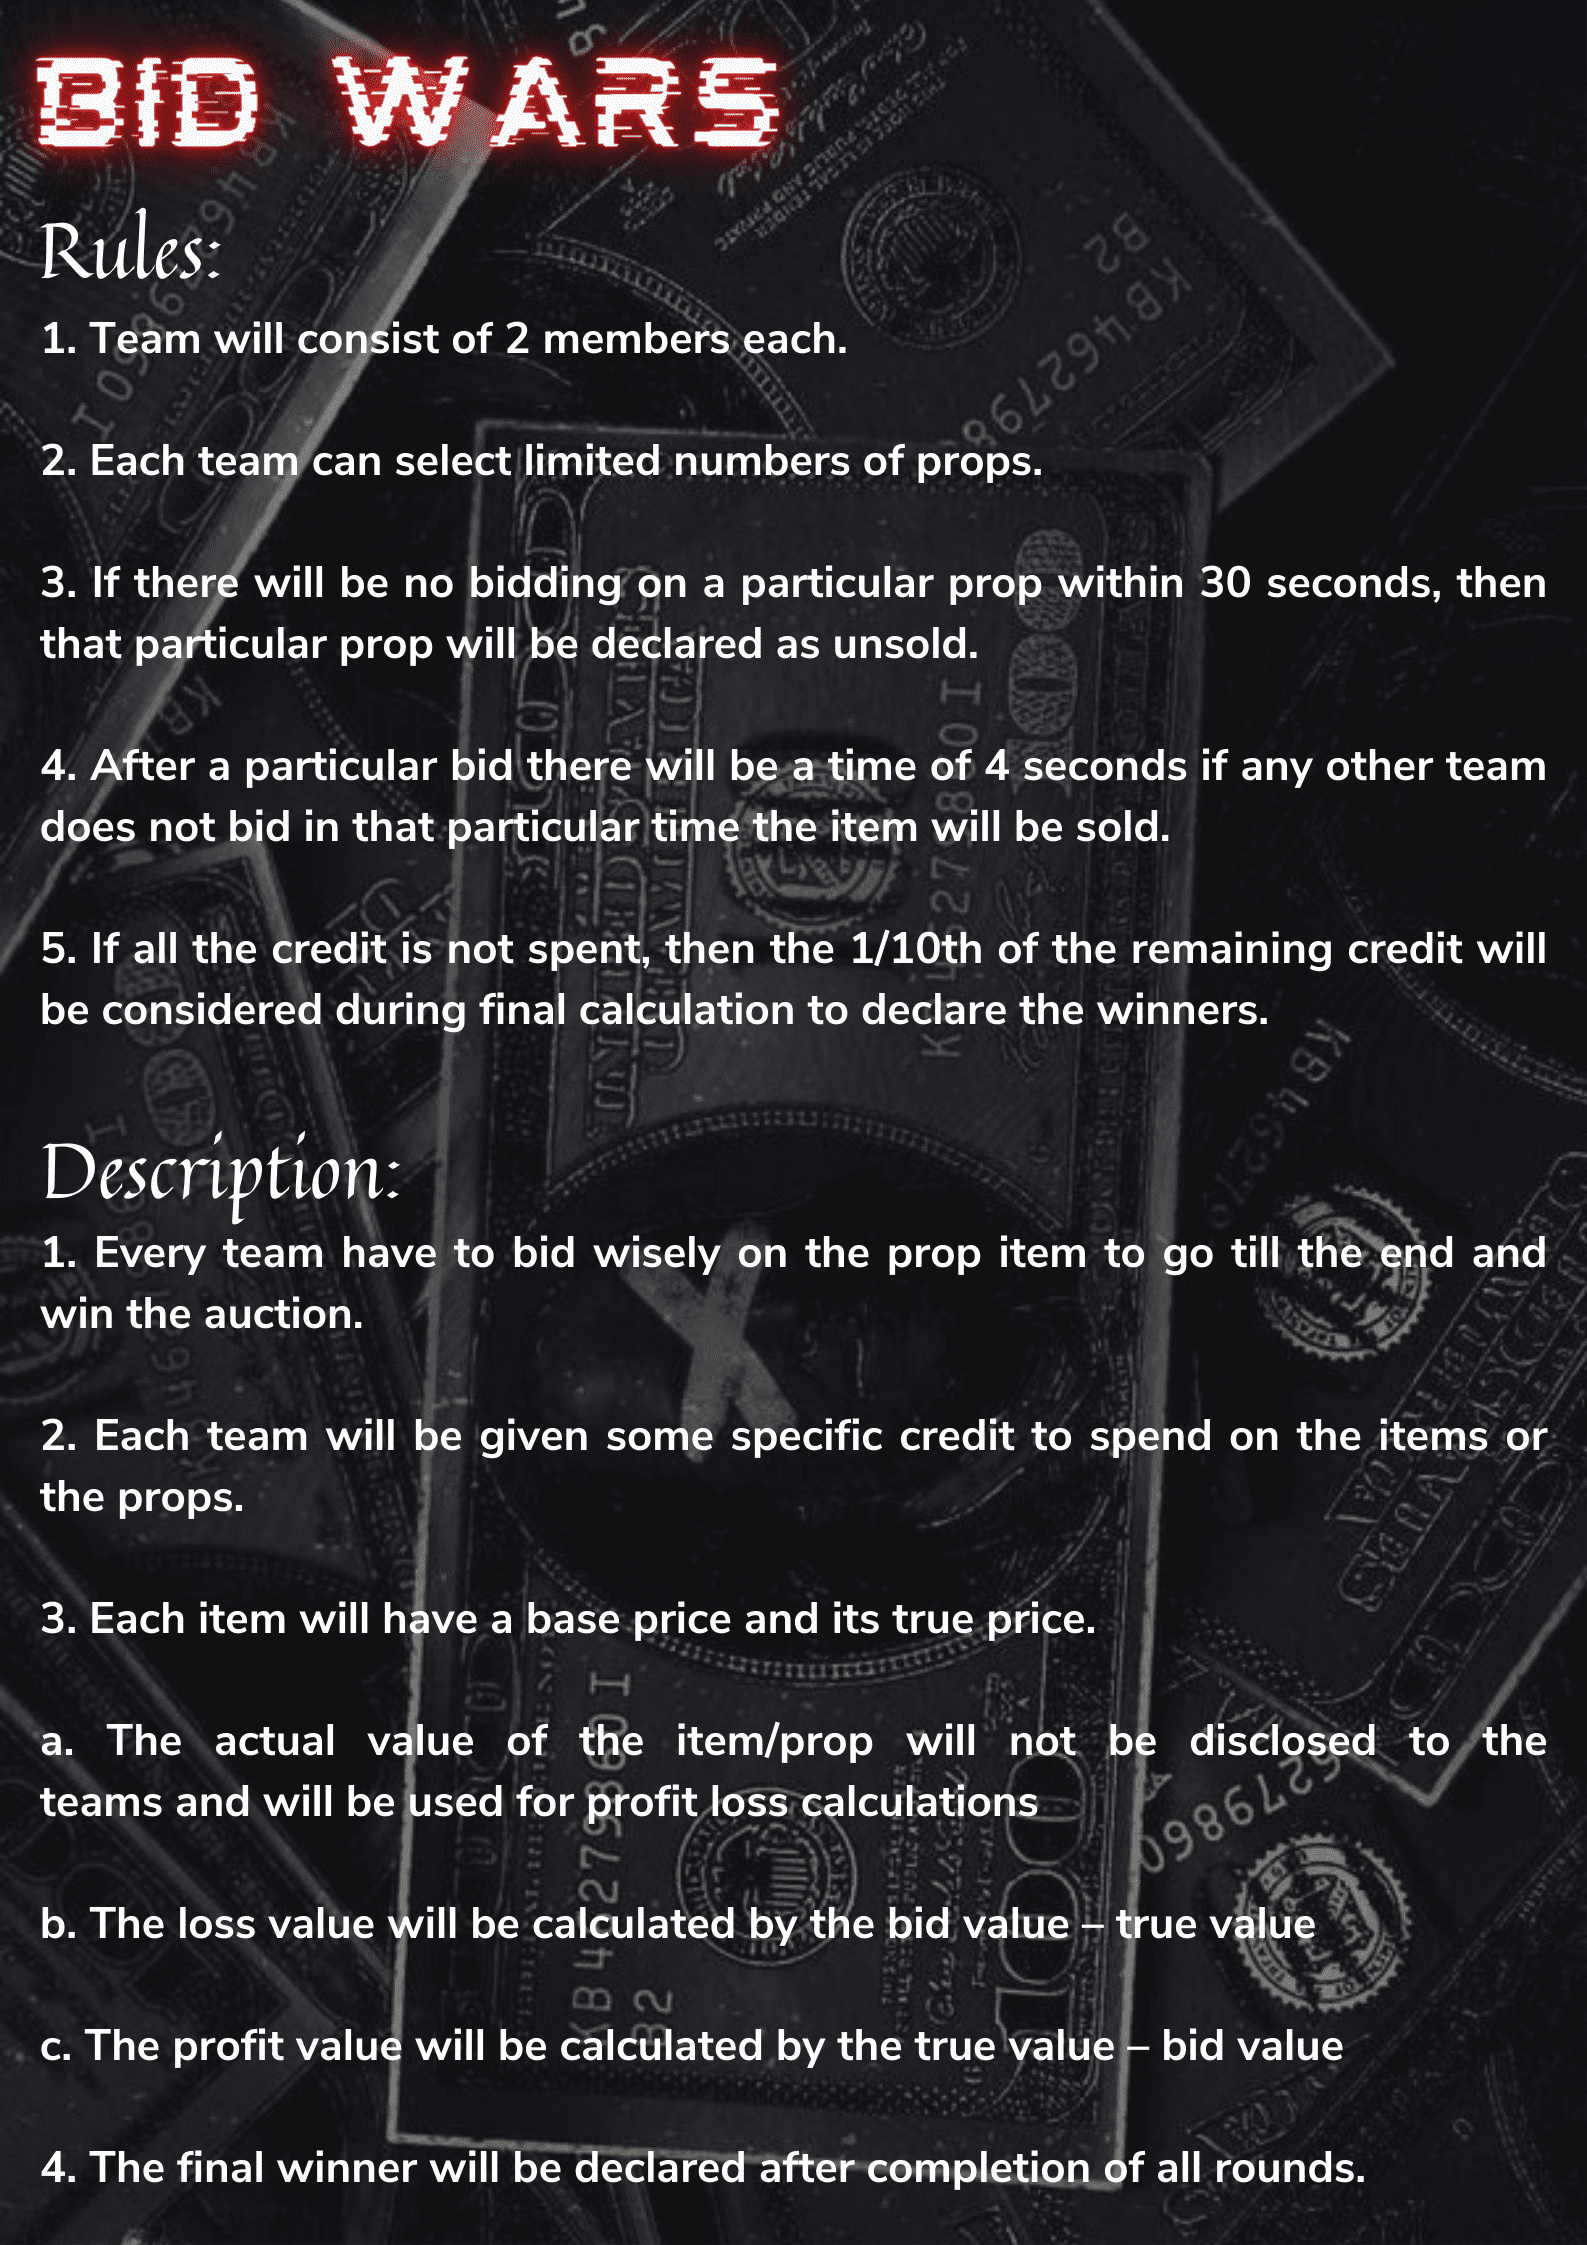 BID WARS
Rules:
1. Team will consist of 2 members each.
2. Each team can select limited numbers of props.
3. If there will be no bidding on a particular prop within 30 seconds, then
that particular prop will be declared as unsold.
4. After a particular bid there will be a time of 4 seconds if any other team
does not bid in that particular time the item will be sold.
5. If all the credit is not spent, then the 1/10th of the remaining credit will
be considered during final calculation to declare the winners.
Description:
1. Every team have to bid wisely on the prop item to go till the end and
win the auction.
2. Each team will be given some specific credit to spend on the items or
the props.
3. Each item will have a base price and its true price.
a. The actual value of the item/prop will not be disclosed to the
teams and will be used for profit loss calculations
b. The loss value will be calculated by the bid value – true value
c. The profit value will be calculated by the true value – bid value
4. The final winner will be declared after completion of all rounds.